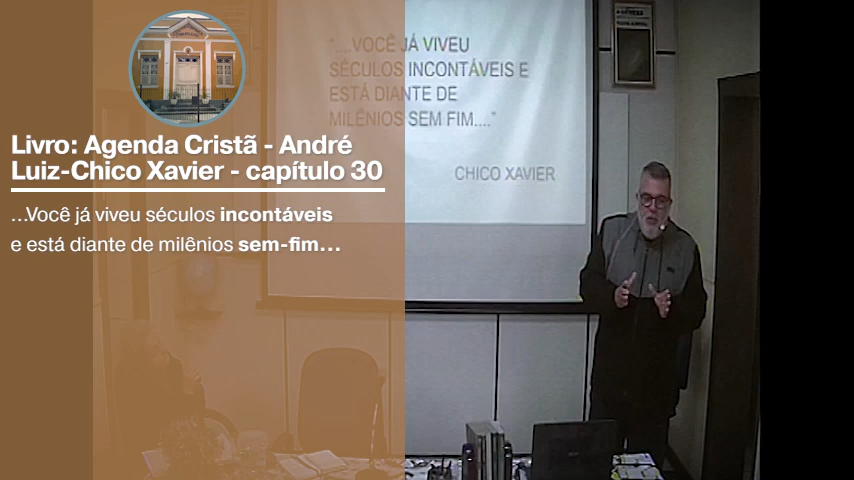 Livro: Agenda Cristã - André
Luiz-Chico Xavier - capítulo 30
...Você já viveu séculos incontáveis
e está diante de milênios sem-fim...
"....VOCÊ JÁ VIVEU
SÉCULOS INCONTÁVEIS E
ESTÁ DIANTE DE
MILÊNIOS SEM FIM...."
CHICO XAVIER